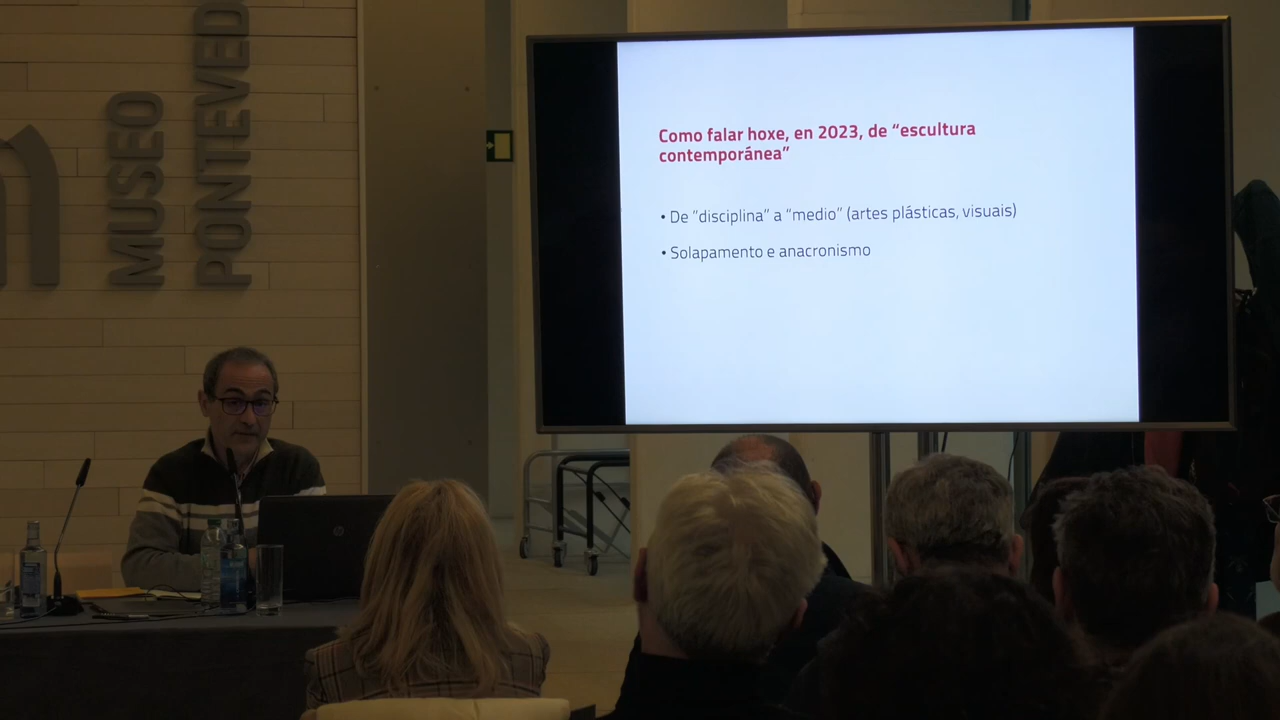 MUSEO
PONTEVED
Como falar hoxe, en 2023, de “escultura
contemporánea”
• De “disciplina” a “medio” (artes plásticas, visuais)
• Solapamento e anacronismo